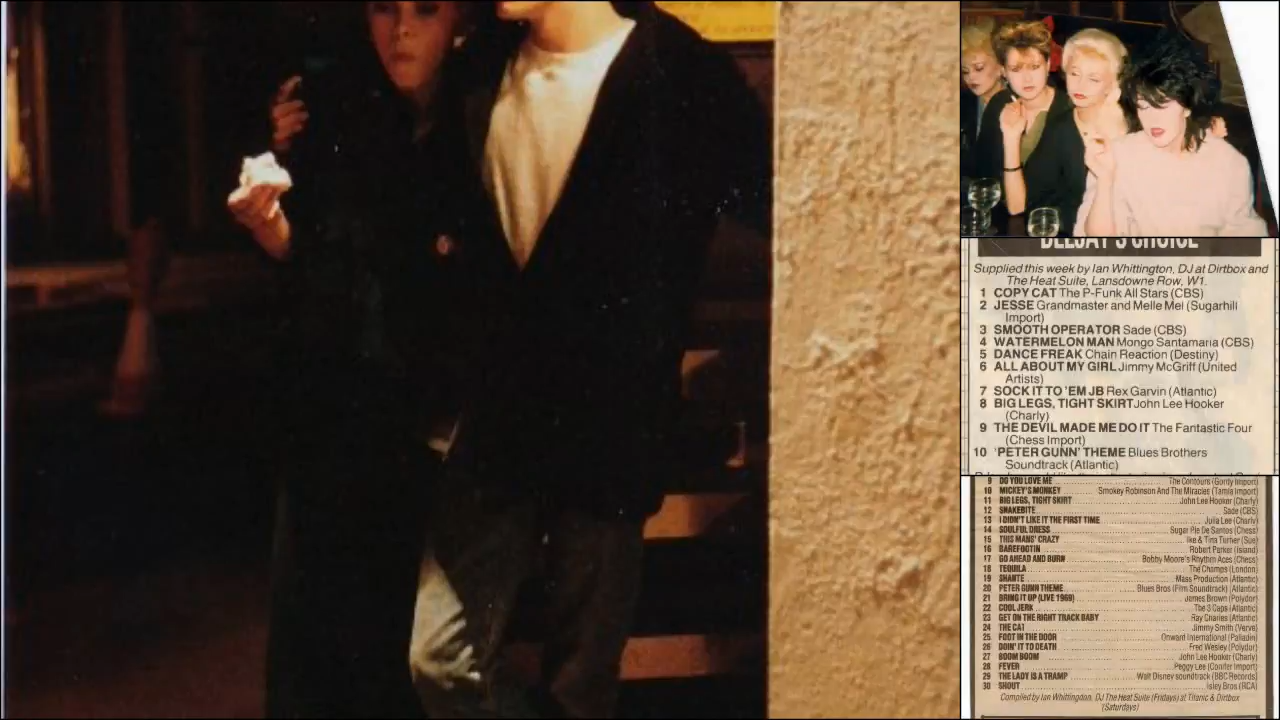 DEEJAY'S CHOICE
Supplied this week by Ian Whittington, DJ at Dirtbox and
The Heat Suite, Lansdowne Row, W1.
1 COPY CAT The P-Funk All Stars (CBS)
2 JESSE Grandmaster and Melle Mel (Sugarhill
Import)
3 SMOOTH OPERATOR Sade (CBS)
4 WATERMELON MAN Mongo Santamaria (CBS)
5 DANCE FREAK Chain Reaction (Destiny)
6 ALL ABOUT MY GIRL Jimmy McGriff (United
Artists)
7 SOCK IT TO 'EM JB Rex Garvin (Atlantic)
8 BIG LEGS, TIGHT SKIRT John Lee Hooker
(Charly)
9 THE DEVIL MADE ME DO IT The Fantastic Four
(Chess Import)
10 'PETER GUNN' THEME Blues Brothers
Soundtrack (Atlantic)
9 DO YOU LOVE ME The Contours (Gordy Import)
10 MICKEY'S MONKEY Smokey Robinson And The Miracles (Tamla Import)
11 BIG LEGS, TIGHT SKIRT John Lee Hooker (Charly)
12 SNAKEBITE Sade (CBS)
13 I DIDN'T LIKE IT THE FIRST TIME Julia Lee (Charly)
14 SOULFUL DRESS Sugar Pie De Santos (Chess)
15 THIS MANS' CRAZY Ike & Tina Turner (Sue)
16 BAREFOOTIN Robert Parker (Island)
17 GO AHEAD AND BURN Bobby Moore's Rhythm Aces (Chess)
18 TEQUILA The Champs (London)
19 SHANTE Mass Production (Atlantic)
20 PETER GUNN THEME Blues Bros (Film Soundtrack) (Atlantic)
21 BRING IT UP (LIVE 1969) James Brown (Polydor)
22 COOL JERK The 3 Caps (Atlantic)
23 GET ON THE RIGHT TRACK BABY Ray Charles (Atlantic)
24 THE CAT Jimmy Smith (Verve)
25 FOOT IN THE DOOR Onward International (Paladin)
26 DOIN' IT TO DEATH Fred Wesley (Polydor)
27 BOOM BOOM John Lee Hooker (Charly)
28 FEVER Peggy Lee (Conifer Import)
29 THE LADY IS A TRAMP Walt Disney soundtrack (BBC Records)
30 SHOUT Isley Bros (RCA)
Compiled by Ian Whittingdon, DJ The Heat Suite (Fridays) at Titanic & Dirtbox
(Saturdays)